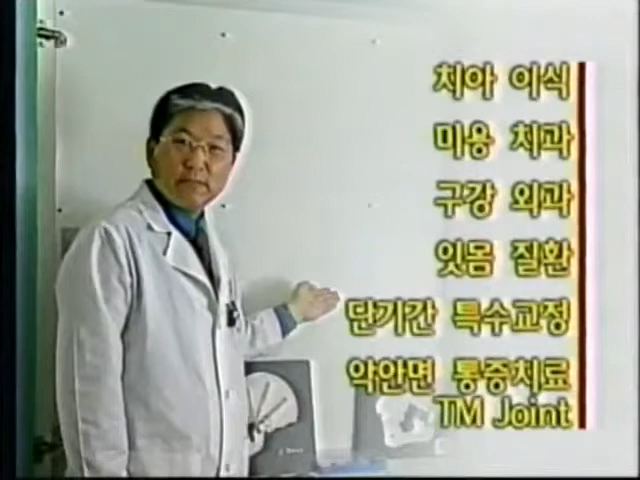 치아 이식
미용 치과
구강 외과
잇몸 질환
단기간 특수교정
악안면 통증치료
TM Joint